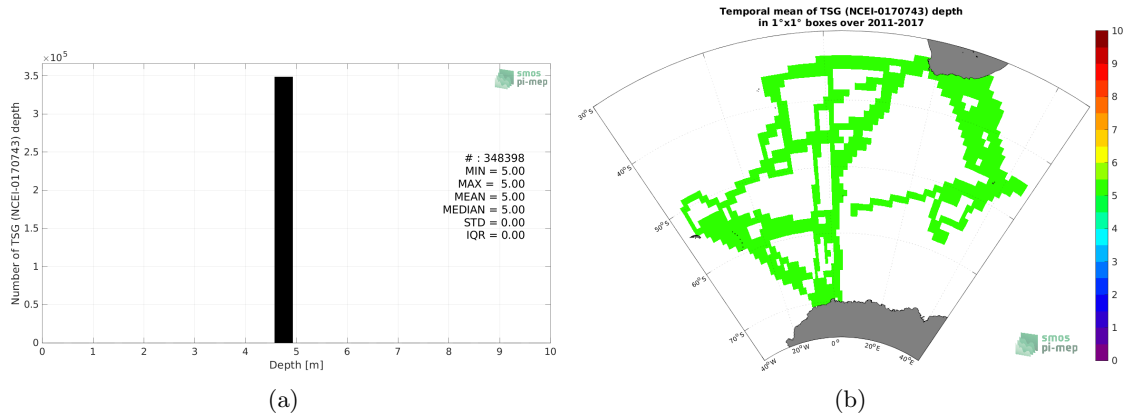 ×10⁵
3.5
3
2.5
2
1.5
1
0.5
0
Number of TSG (NCEI-0170743) depth
0 1 2 3 4 5 6 7 8 9 10
Depth [m]
smos
pi-mep
# : 348398
MIN = 5.00
MAX = 5.00
MEAN = 5.00
MEDIAN = 5.00
STD = 0.00
IQR = 0.00
(a)
Temporal mean of TSG (NCEI-0170743) depth
in 1°x1° boxes over 2011-2017
30°S
40°S
50°S
60°S
70°S
40°W
20°W
0°
20°E
40°E
10
9
8
7
6
5
4
3
2
1
0
smos
pi-mep
(b)